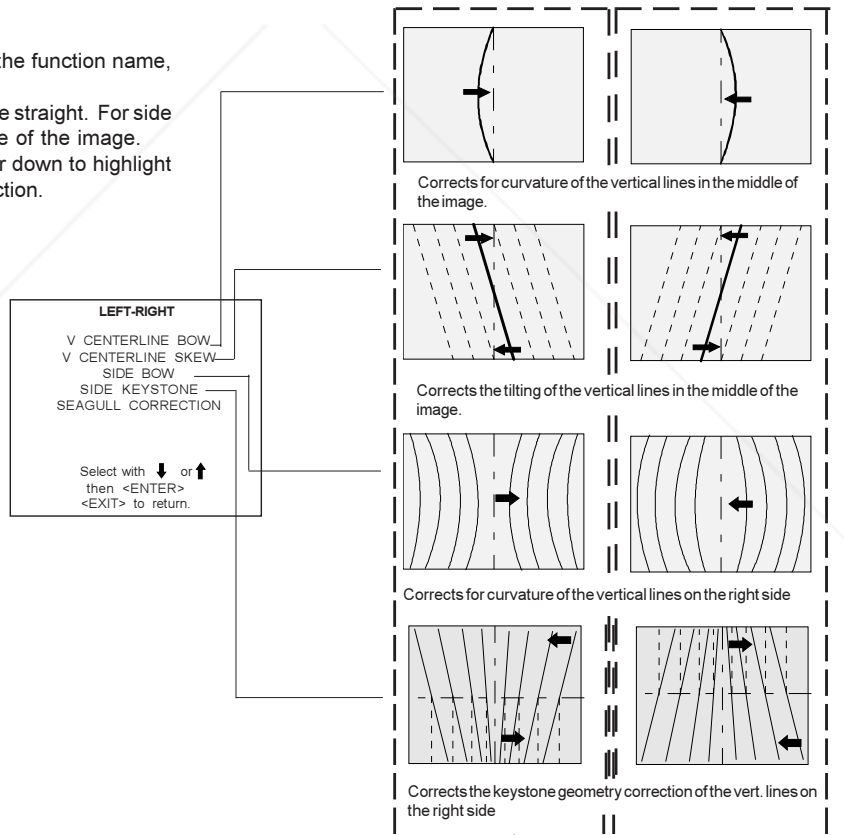 the function name,
e straight. For side
e of the image.
r down to highlight
ction.
LEFT-RIGHT
V CENTERLINE BOW
V CENTERLINE SKEW
SIDE BOW
SIDE KEYSTONE
SEAGULL CORRECTION
Select with or
then <ENTER>
<EXIT> to return.
Corrects for curvature of the vertical lines in the middle of
the image.
Corrects the tilting of the vertical lines in the middle of the
image.
Corrects for curvature of the vertical lines on the right side
Corrects the keystone geometry correction of the vert. lines on
the right side